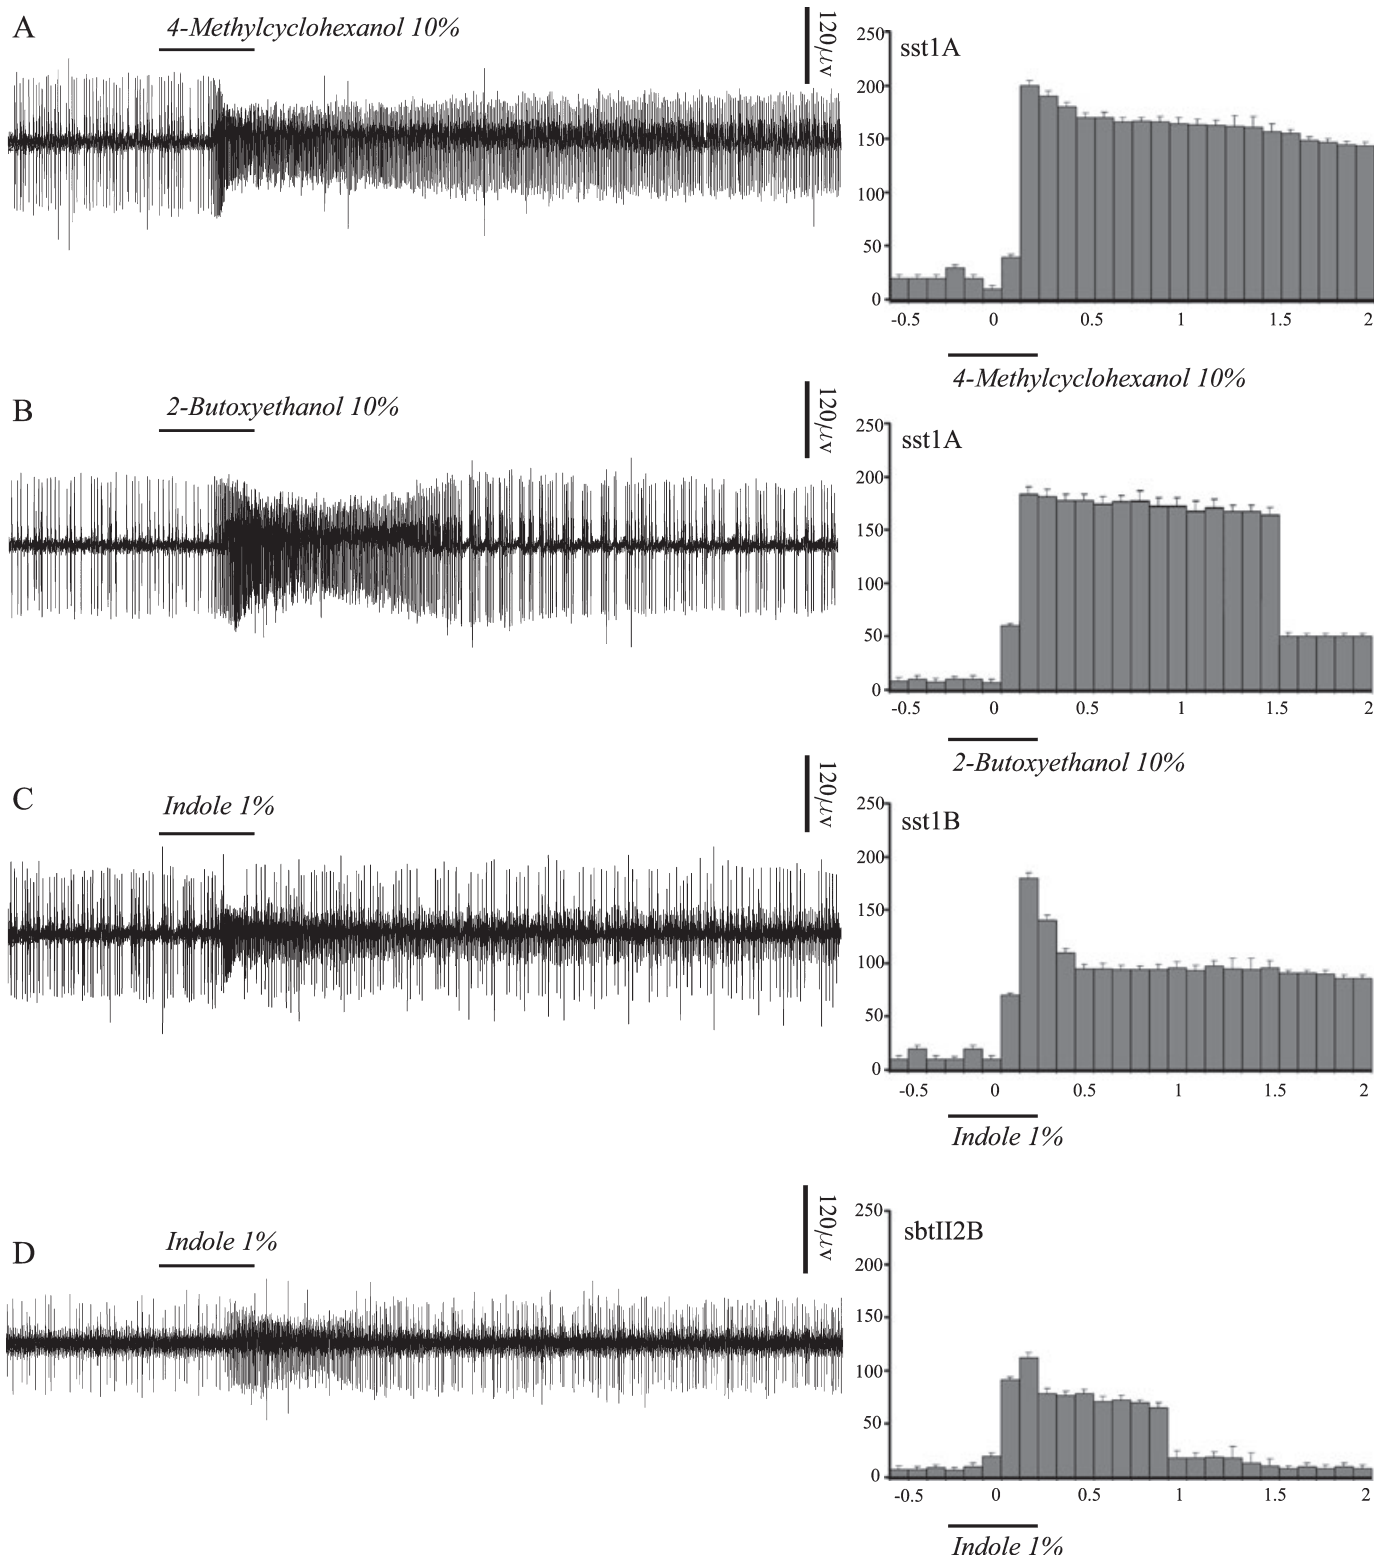 A
4-Methylcyclohexanol 10%
120μv
sst1A
250
200
150
100
50
0
-0.5 0 0.5 1 1.5 2
4-Methylcyclohexanol 10%
B
2-Butoxyethanol 10%
120μv
sst1A
250
200
150
100
50
0
-0.5 0 0.5 1 1.5 2
2-Butoxyethanol 10%
C
Indole 1%
120μv
sst1B
250
200
150
100
50
0
-0.5 0 0.5 1 1.5 2
Indole 1%
D
Indole 1%
120μv
sbtII2B
250
200
150
100
50
0
-0.5 0 0.5 1 1.5 2
Indole 1%